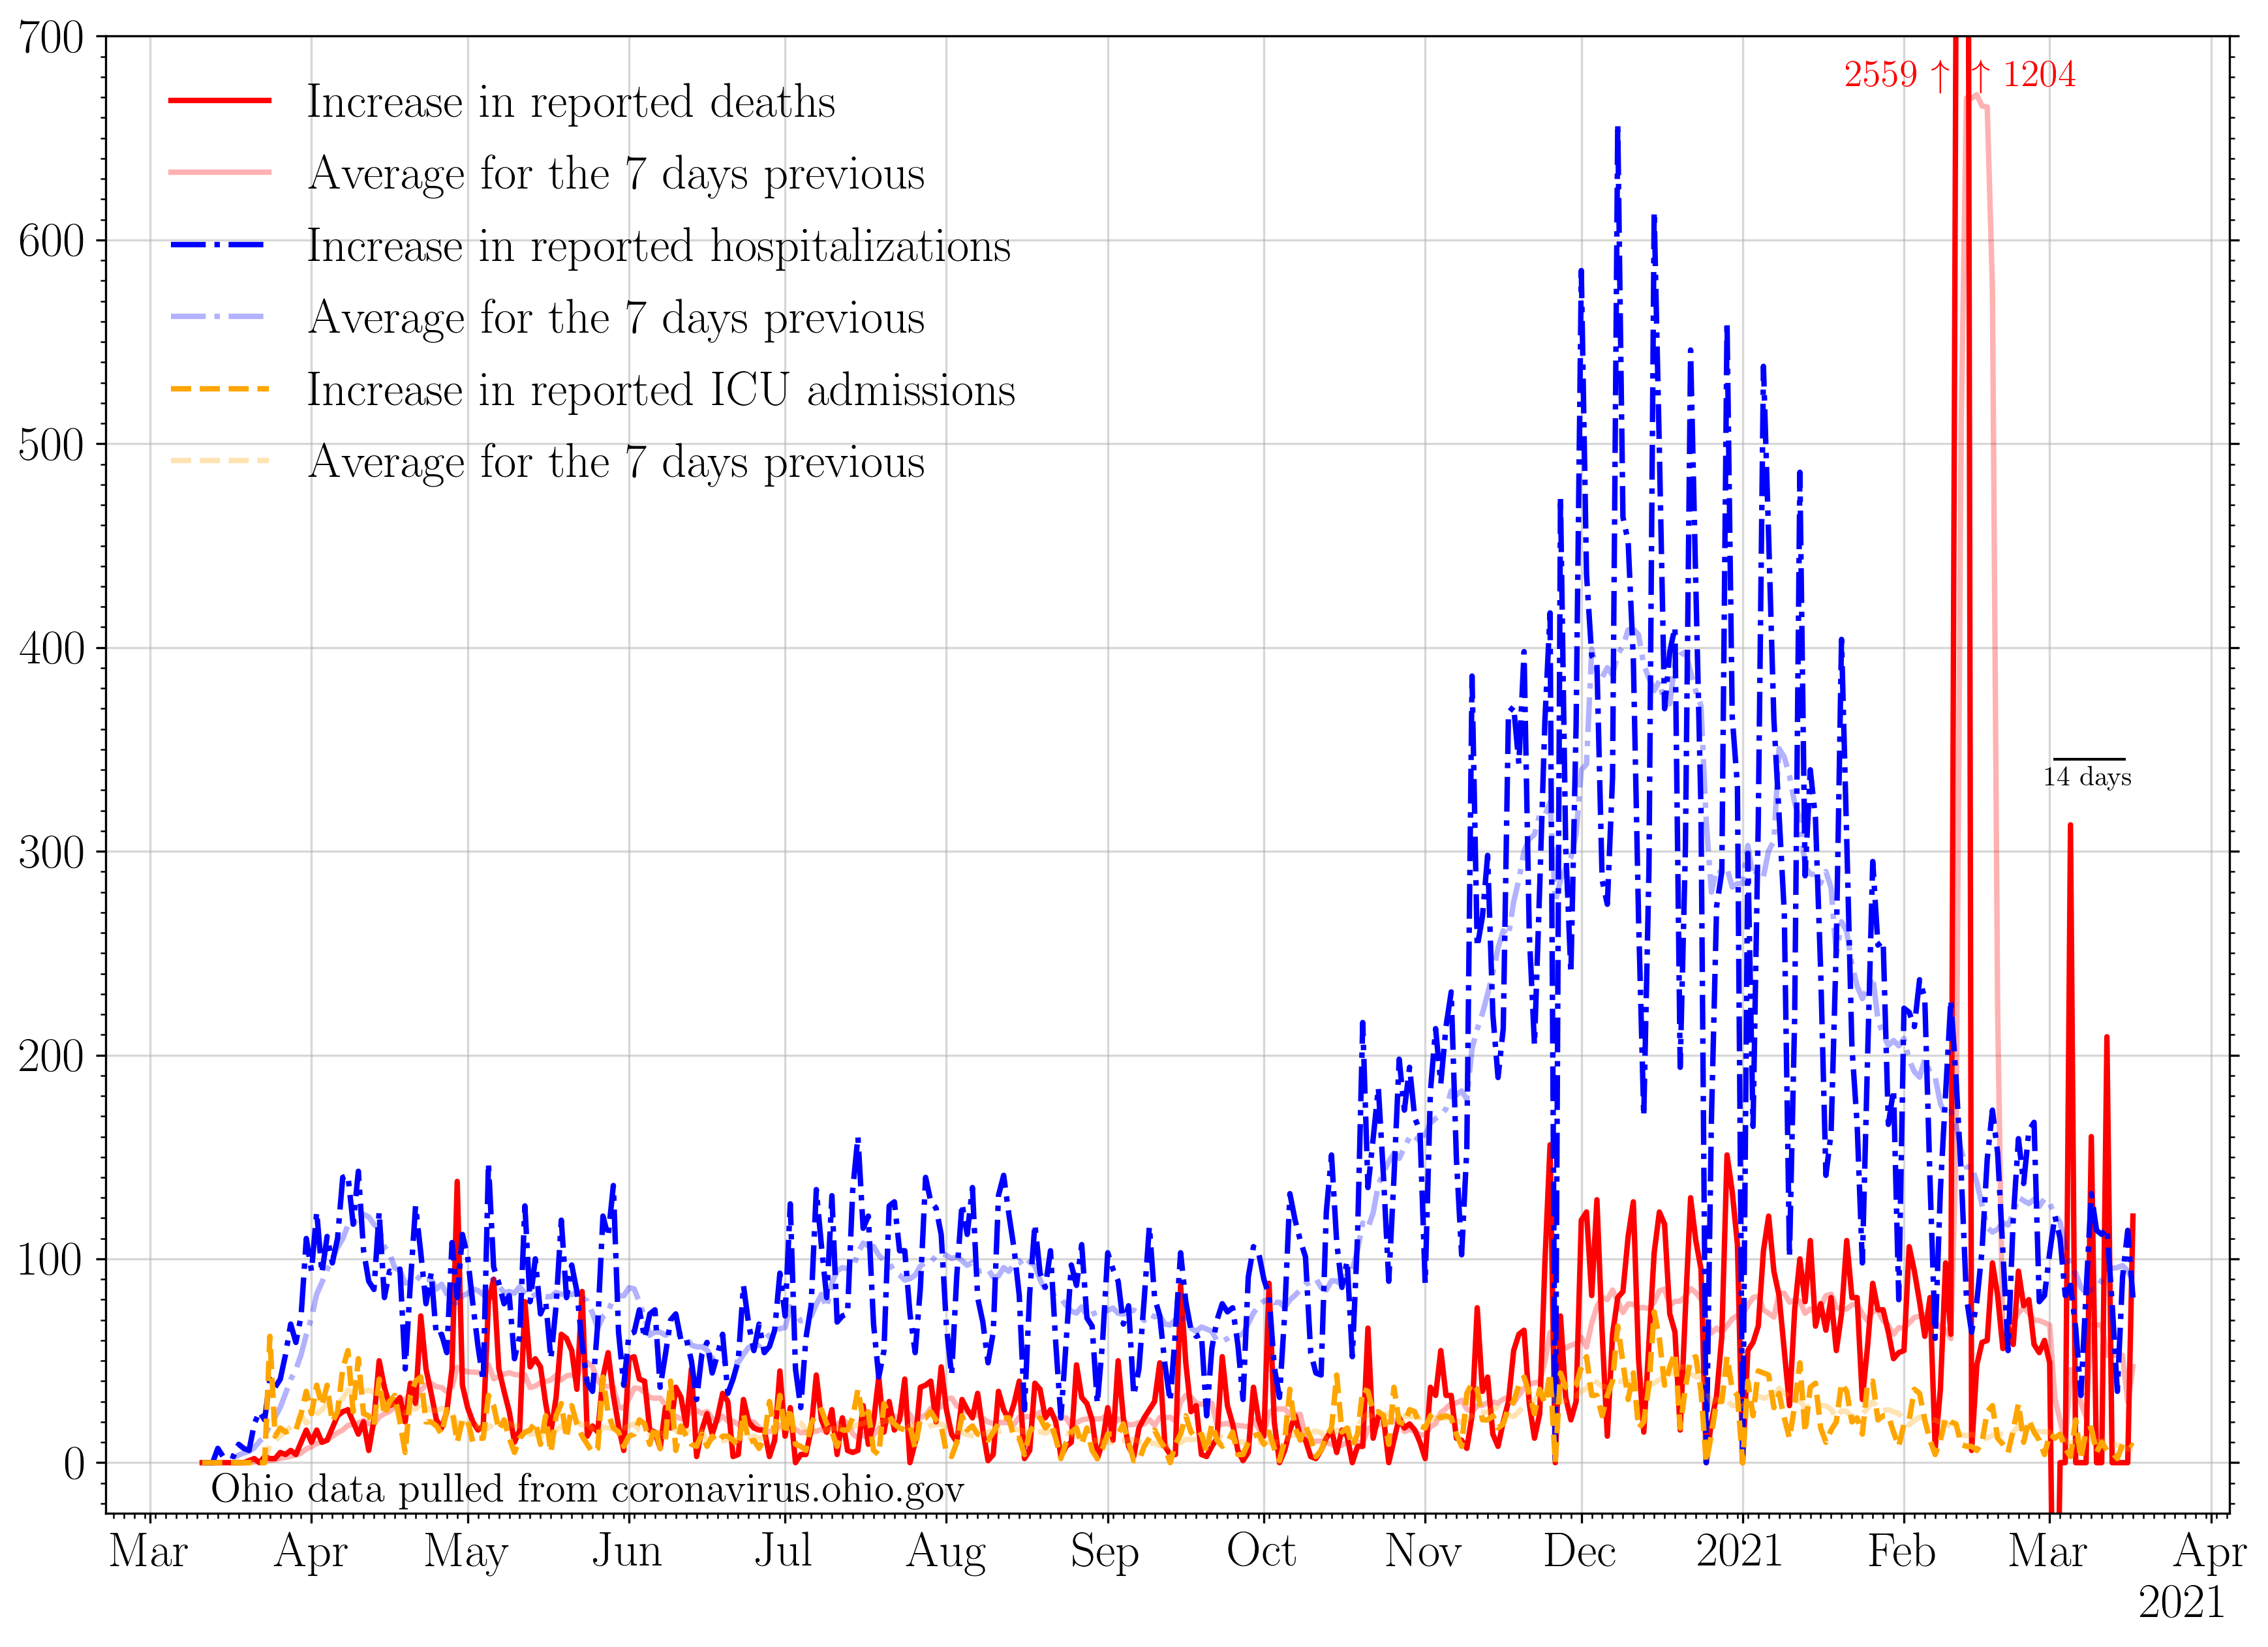 700
600
500
400
300
200
100
0
Increase in reported deaths
Average for the 7 days previous
Increase in reported hospitalizations
Average for the 7 days previous
Increase in reported ICU admissions
Average for the 7 days previous
2559 ↑ ↑ 1204
14 days
Ohio data pulled from coronavirus.ohio.gov
Mar Apr May Jun Jul Aug Sep Oct Nov Dec 2021 Feb Mar Apr
2021